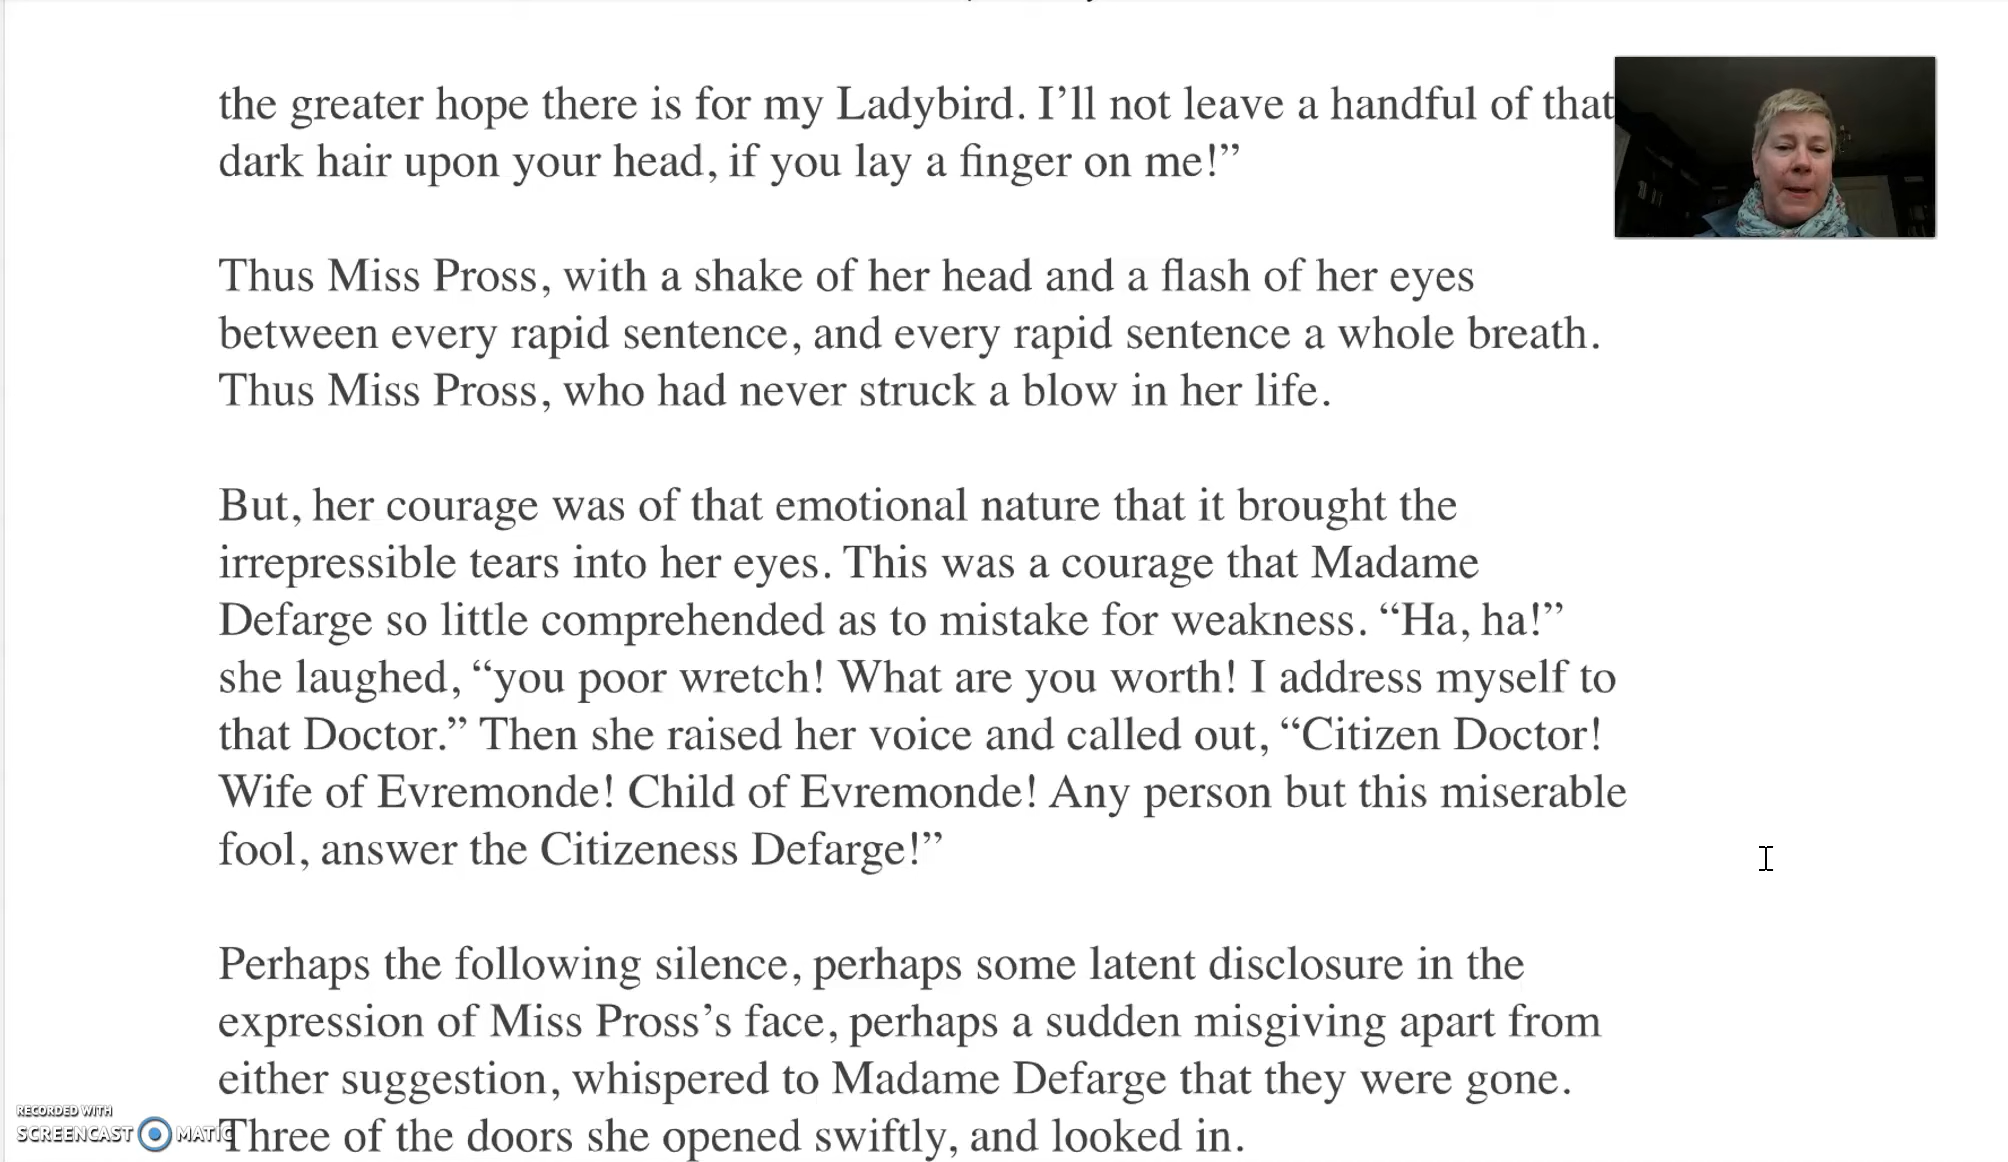 the greater hope there is for my Ladybird. I’ll not leave a handful of that
dark hair upon your head, if you lay a finger on me!”
Thus Miss Pross, with a shake of her head and a flash of her eyes
between every rapid sentence, and every rapid sentence a whole breath.
Thus Miss Pross, who had never struck a blow in her life.
But, her courage was of that emotional nature that it brought the
irrepressible tears into her eyes. This was a courage that Madame
Defarge so little comprehended as to mistake for weakness. “Ha, ha!”
she laughed, “you poor wretch! What are you worth! I address myself to
that Doctor.” Then she raised her voice and called out, “Citizen Doctor!
Wife of Evremonde! Child of Evremonde! Any person but this miserable
fool, answer the Citizeness Defarge!”
Perhaps the following silence, perhaps some latent disclosure in the
expression of Miss Pross’s face, perhaps a sudden misgiving apart from
either suggestion, whispered to Madame Defarge that they were gone.
Three of the doors she opened swiftly, and looked in.
RECORDED WITH
SCREENCAST MATIC